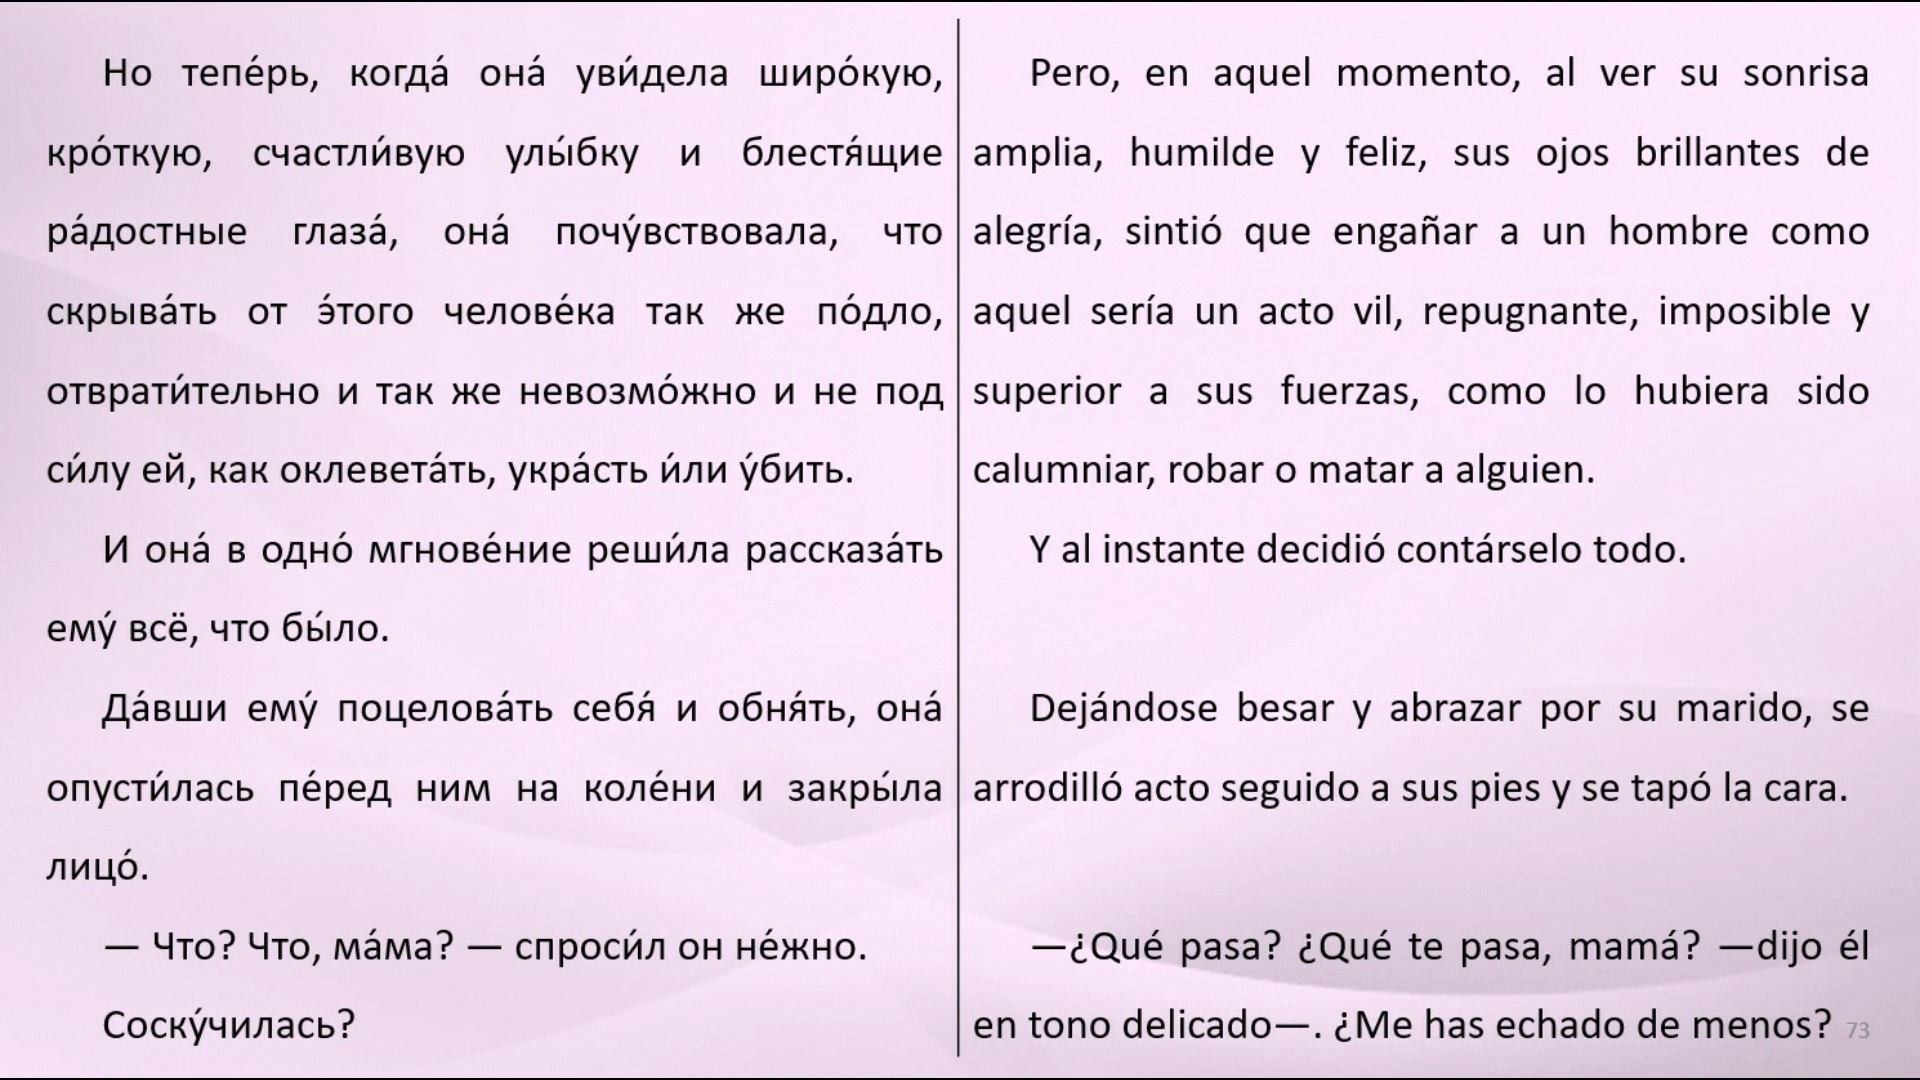 Но тепе́рь, когда́ она́ уви́дела широ́кую,
кро́ткую, счастли́вую улы́бку и блестя́щие
ра́достные глаза́, она́ почу́вствовала, что
скрыва́ть от э́того челове́ка так же по́дло,
отврати́тельно и так же невозмо́жно и не под
си́лу ей, как оклевета́ть, укра́сть и́ли у́бить.
И она́ в одно́ мгнове́ние реши́ла рассказа́ть
ему́ всё, что бы́ло.
Да́вши ему́ поцелова́ть себя́ и обня́ть, она́
опусти́лась пе́ред ним на коле́ни и закры́ла
лицо́.
— Что? Что, ма́ма? — спроси́л он не́жно.
Соску́чилась?
Pero, en aquel momento, al ver su sonrisa
amplia, humilde y feliz, sus ojos brillantes de
alegría, sintió que engañar a un hombre como
aquel sería un acto vil, repugnante, imposible y
superior a sus fuerzas, como lo hubiera sido
calumniar, robar o matar a alguien.
Y al instante decidió contárselo todo.
Dejándose besar y abrazar por su marido, se
arrodilló acto seguido a sus pies y se tapó la cara.
—¿Qué pasa? ¿Qué te pasa, mamá? —dijo él
en tono delicado—. ¿Me has echado de menos?
73